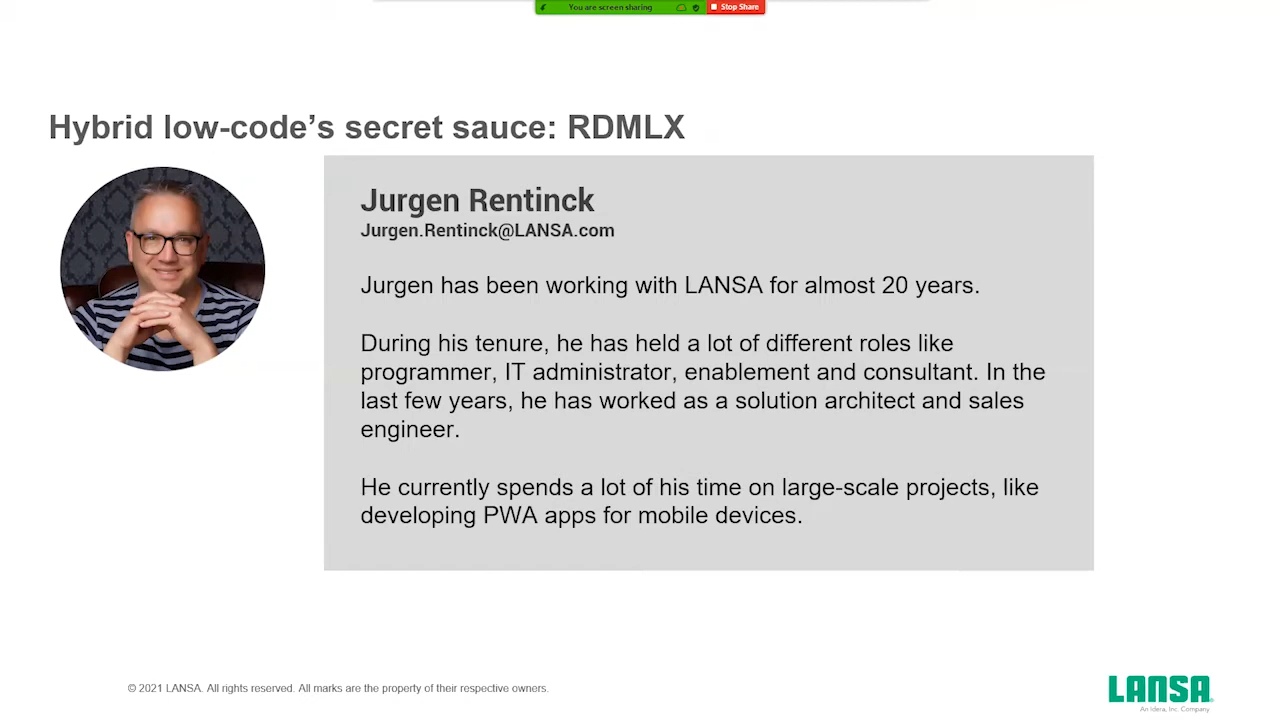 You are screen sharing
Stop Share
Hybrid low-code’s secret sauce: RDMLX
Jurgen Rentinck
Jurgen.Rentinck@LANSA.com
Jurgen has been working with LANSA for almost 20 years.
During his tenure, he has held a lot of different roles like
programmer, IT administrator, enablement and consultant. In the
last few years, he has worked as a solution architect and sales
engineer.
He currently spends a lot of his time on large-scale projects, like
developing PWA apps for mobile devices.
© 2021 LANSA. All rights reserved. All marks are the property of their respective owners.
LANSA®
An Idera, Inc. Company